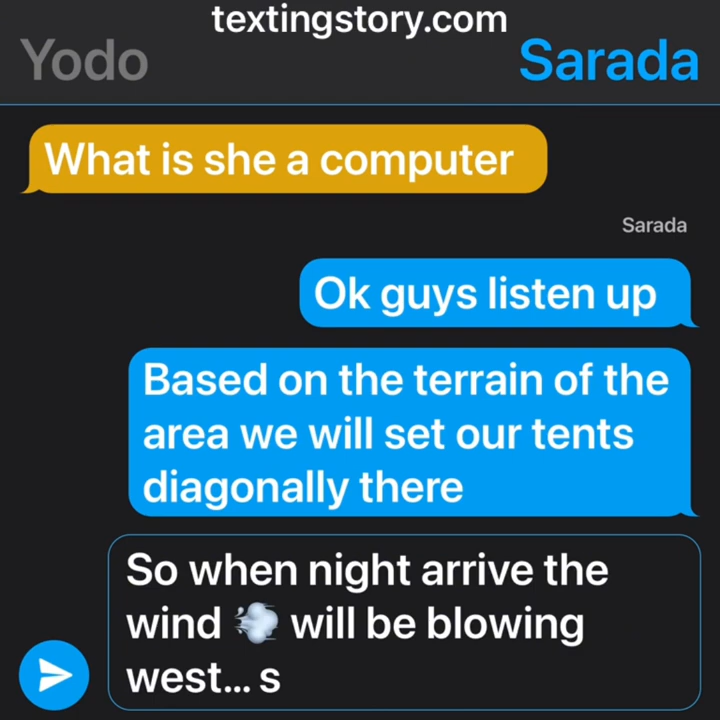 textingstory.com
Yodo
Sarada
What is she a computer
Sarada
Ok guys listen up
Based on the terrain of the
area we will set our tents
diagonally there
So when night arrive the
wind 💨 will be blowing
west... s